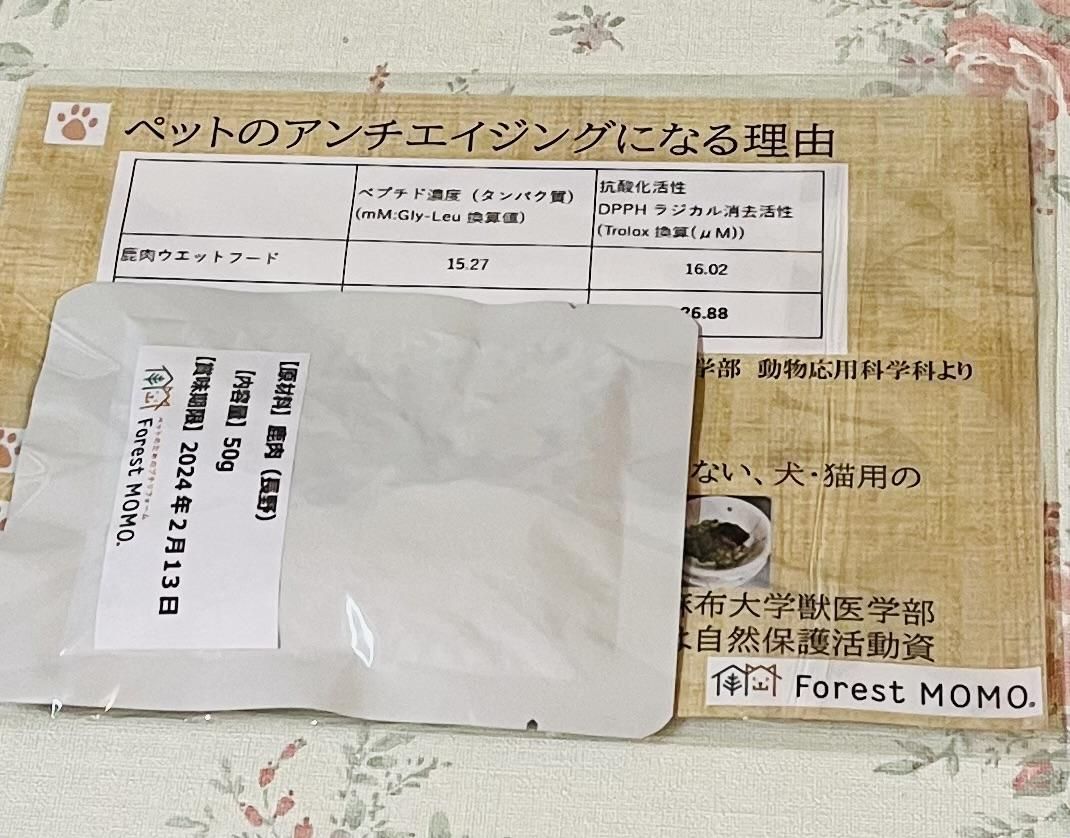 ペットのアンチエイジングになる理由
ペプチド濃度（タンパク質）
(mM:Gly-Leu 換算値)
抗酸化活性
DPPH ラジカル消去活性
(Trolox 換算(μM))
鹿肉ウエットフード
15.27
16.02
26.88
学部 動物応用科学科より
ない、犬・猫用の
麻布大学獣医学部
は自然保護活動資
Forest MOMO.
【原材料】鹿肉（長野）
【内容量】50g
【賞味期限】2024年2月13日
Forest MOMO.